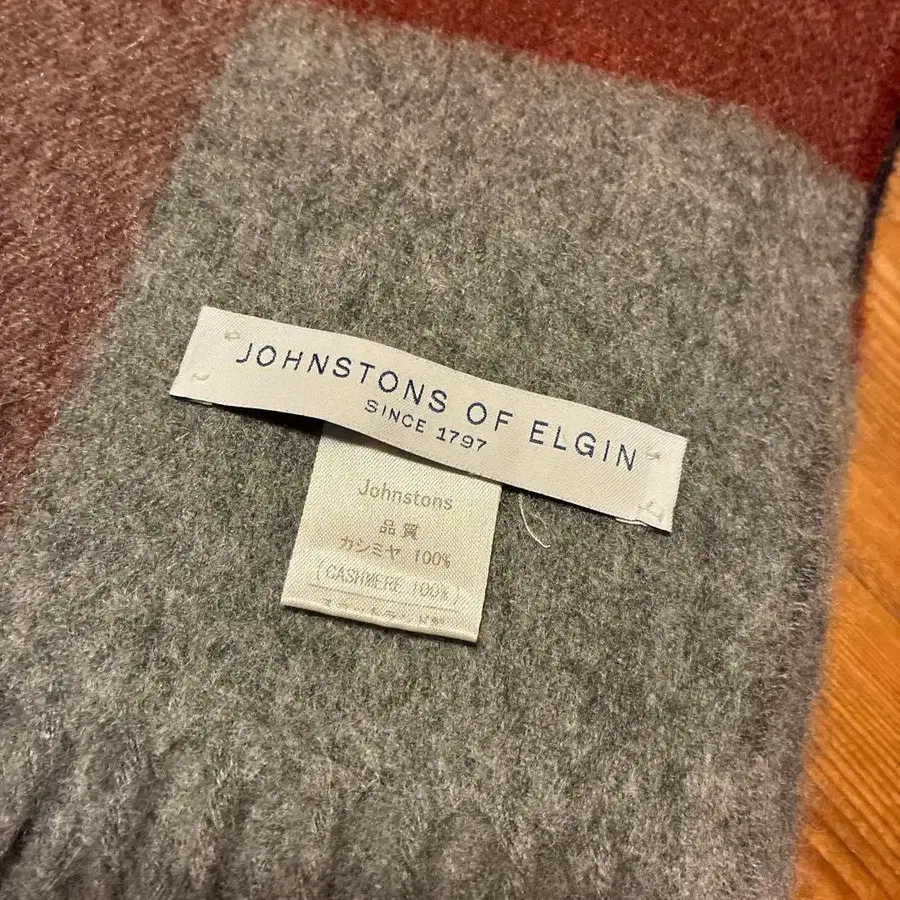 JOHNSTONS OF ELGIN
SINCE 1797
Johnstons
品質
カシミヤ 100%
(CASHMERE 100%)